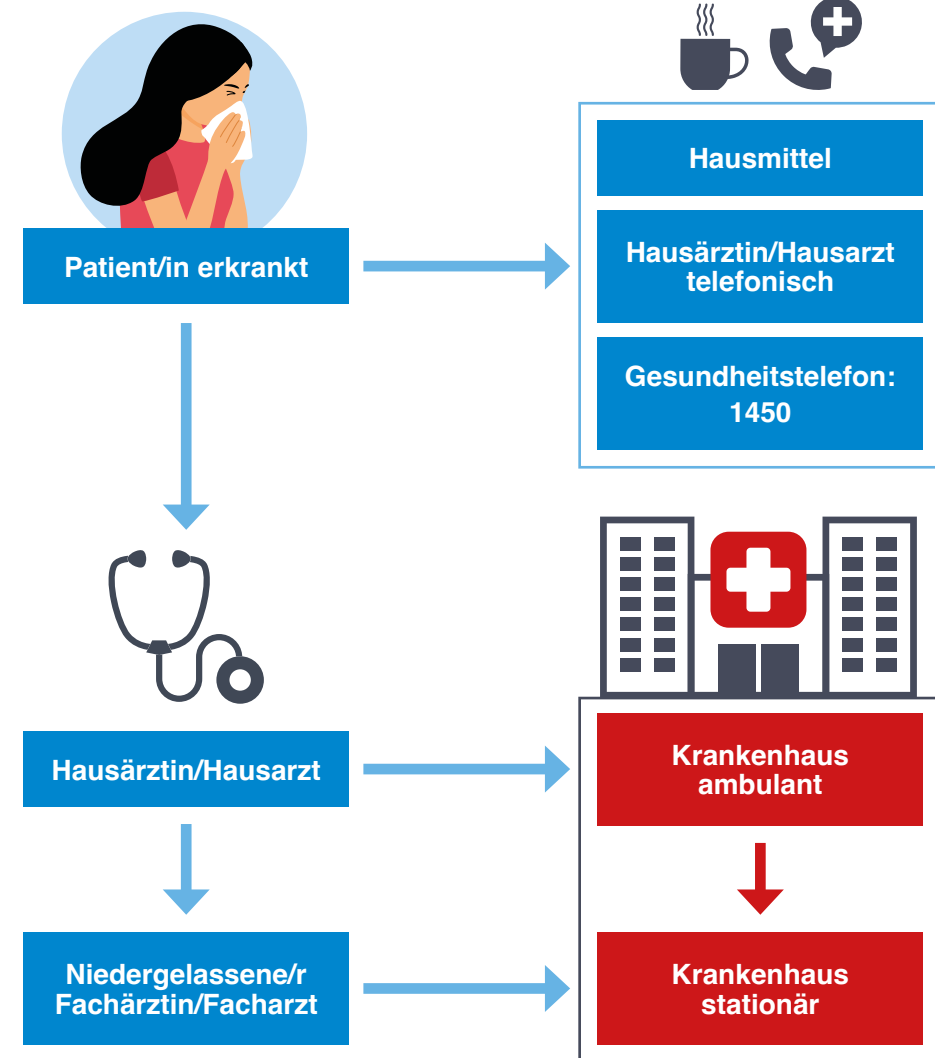 Patient/in erkrankt
Hausmittel
Hausärztin/Hausarzt
telefonisch
Gesundheitstelefon:
1450
Hausärztin/Hausarzt
Krankenhaus
ambulant
Niedergelassene/r
Fachärztin/Facharzt
Krankenhaus
stationär